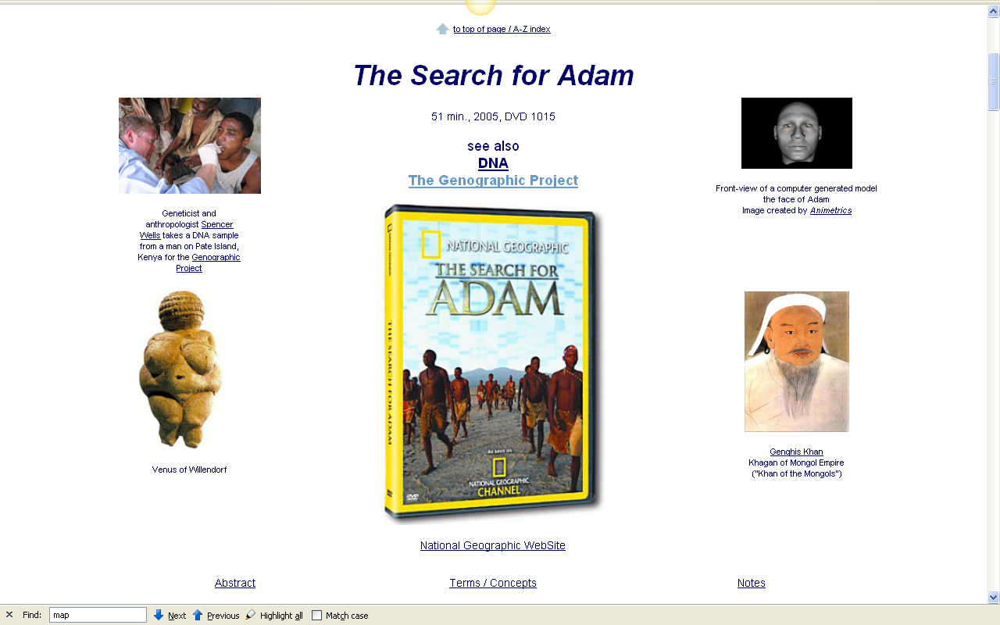 to top of page / A-Z index
The Search for Adam
51 min., 2005, DVD 1015
see also
DNA
The Genographic Project
Geneticist and
anthropologist Spencer
Wells takes a DNA sample
from a man on Pate Island,
Kenya for the Genographic
Project
Front-view of a computer generated model
the face of Adam
Image created by Animetrics
NATIONAL GEOGRAPHIC
THE SEARCH FOR
ADAM
THE SEARCH FOR ADAM
As seen on
NATIONAL GEOGRAPHIC
CHANNEL
DVD
Venus of Willendorf
Genghis Khan
Khagan of Mongol Empire
("Khan of the Mongols")
National Geographic WebSite
Abstract
Terms / Concepts
Notes
Find:
map
Next
Previous
Highlight all
Match case